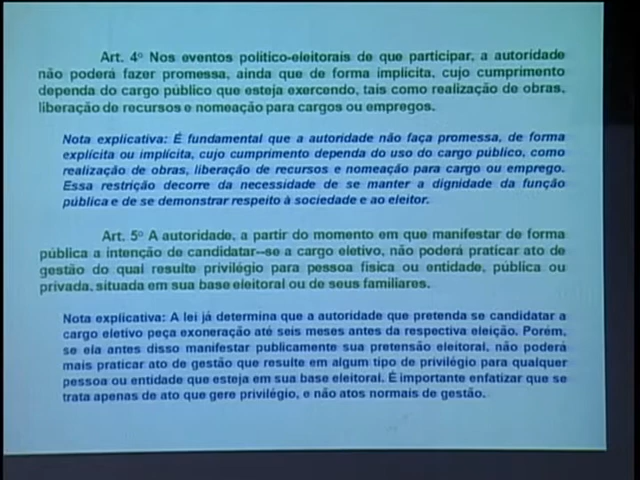 Art. 4º Nos eventos político-eleitorais de que participar, a autoridade
não poderá fazer promessa, ainda que de forma implícita, cujo cumprimento
dependa do cargo público que esteja exercendo, tais como realização de obras,
liberação de recursos e nomeação para cargos ou empregos.
Nota explicativa: É fundamental que a autoridade não faça promessa, de forma
explícita ou implícita, cujo cumprimento dependa do uso do cargo público, como
realização de obras, liberação de recursos e nomeação para cargo ou emprego.
Essa restrição decorre da necessidade de se manter a dignidade da função
pública e de se demonstrar respeito à sociedade e ao eleitor.
Art. 5º A autoridade, a partir do momento em que manifestar de forma
pública a intenção de candidatar--se a cargo eletivo, não poderá praticar ato de
gestão do qual resulte privilégio para pessoa física ou entidade, pública ou
privada, situada em sua base eleitoral ou de seus familiares.
Nota explicativa: A lei já determina que a autoridade que pretenda se candidatar a
cargo eletivo peça exoneração até seis meses antes da respectiva eleição. Porém,
se ela antes disso manifestar publicamente sua pretensão eleitoral, não poderá
mais praticar ato de gestão que resulte em algum tipo de privilégio para qualquer
pessoa ou entidade que esteja em sua base eleitoral. É importante enfatizar que se
trata apenas de ato que gere privilégio, e não atos normais de gestão.